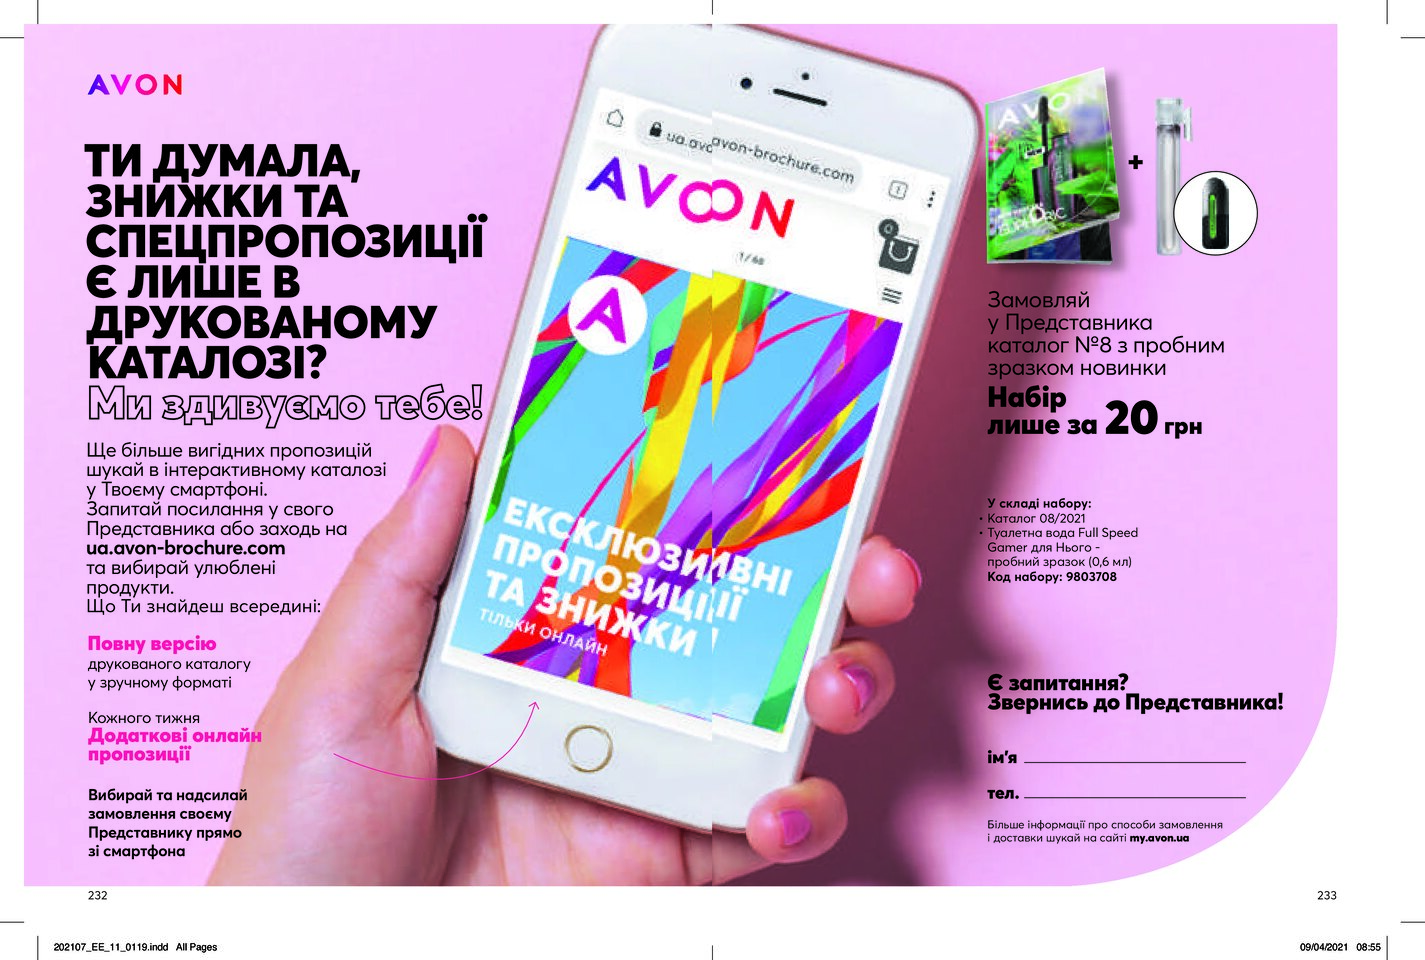 AVON
ТИ ДУМАЛА,
ЗНИЖКИ ТА
СПЕЦПРОПОЗИЦІЇ
Є ЛИШЕ В
ДРУКОВАНОМУ
КАТАЛОЗІ?
Ми здивуємо тебе!
Ще більше вигідних пропозицій
шукай в інтерактивному каталозі
у Твоєму смартфоні.
Запитай посилання у свого
Представника або заходь на
ua.avon-brochure.com
та вибирай улюблені
продукти.
Що Ти знайдеш всередині:
Повну версію
друкованого каталогу
у зручному форматі
Кожного тижня
Додаткові онлайн
пропозиції
Вибирай та надсилай
замовлення своєму
Представнику прямо
зі смартфона
232
ua.avc
avon-brochure.com
1
AVOON
0
1 / 68
A
ЕКСКЛЮЗИИВНІ
ПРОПОЗИЦІІЇ
ТА ЗНИЖКИ
ТІЛЬКИ ОНЛАЙН
AVON
+
Замовляй
у Представника
каталог №8 з пробним
зразком новинки
Набір
лише за 20 грн
У складі набору:
• Каталог 08/2021
• Туалетна вода Full Speed
Gamer для Нього -
пробний зразок (0,6 мл)
Код набору: 9803708
Є запитання?
Звернись до Представника!
ім'я
тел.
Більше інформації про способи замовлення
і доставки шукай на сайті my.avon.ua
233
202107_EE_11_0119.indd All Pages
09/04/2021 08:55